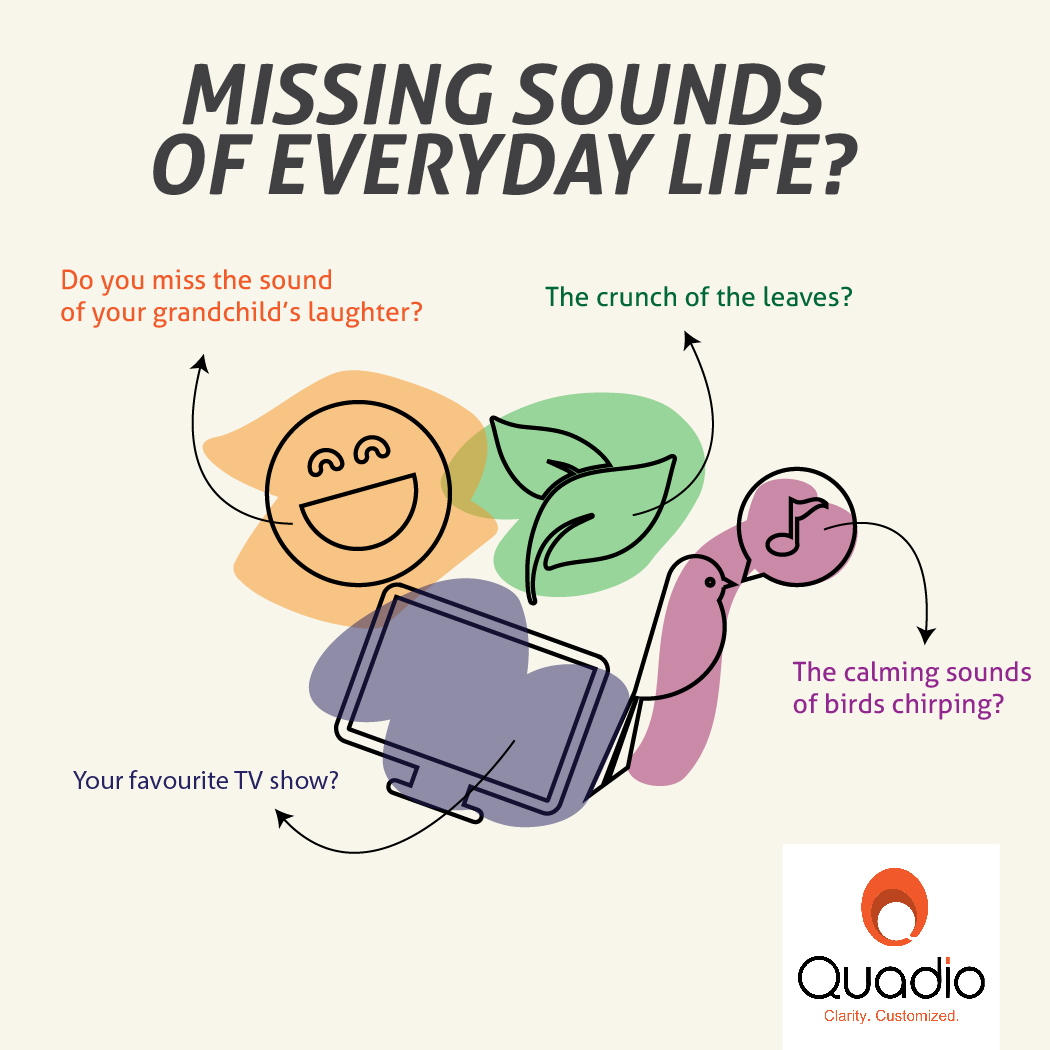 MISSING SOUNDS
OF EVERYDAY LIFE?
Do you miss the sound
of your grandchild’s laughter?
The crunch of the leaves?
The calming sounds
of birds chirping?
Your favourite TV show?
Quadio
Clarity. Customized.